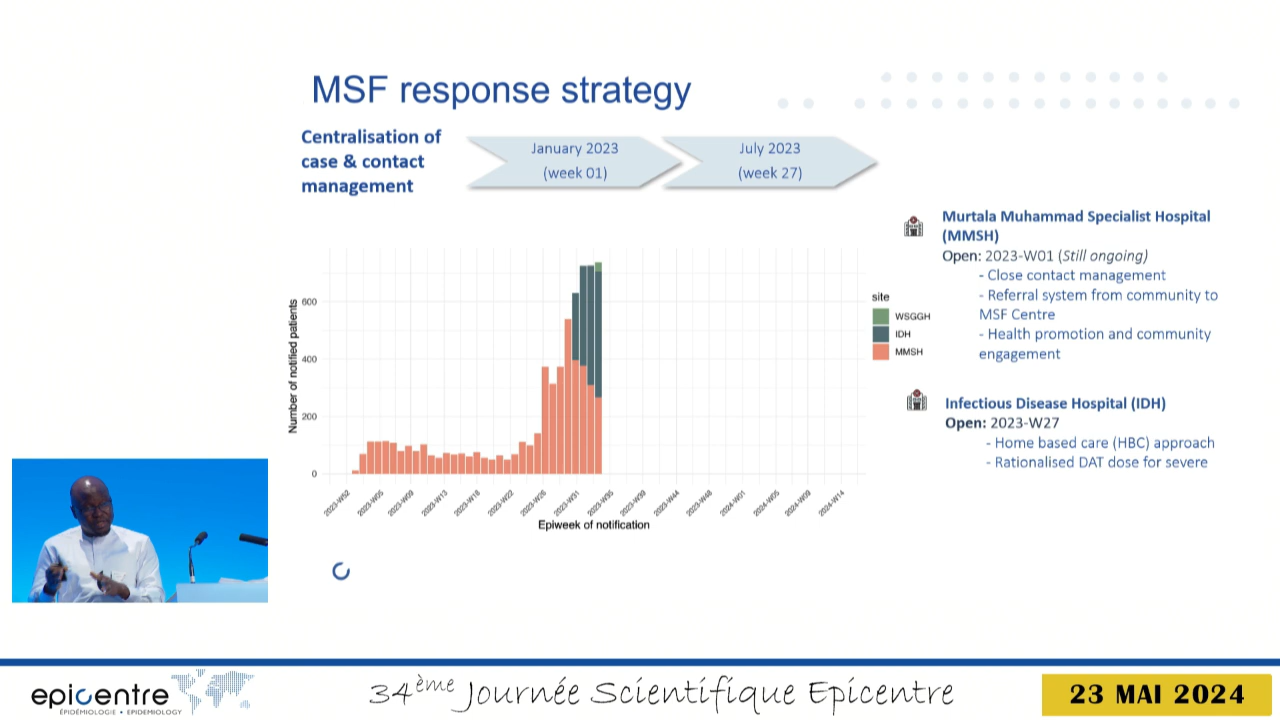 MSF response strategy
Centralisation of
case & contact
management
January 2023
(week 01)
July 2023
(week 27)
Murtala Muhammad Specialist Hospital
(MMSH)
Open: 2023-W01 (Still ongoing)
- Close contact management
- Referral system from community to
MSF Centre
- Health promotion and community
engagement
Infectious Disease Hospital (IDH)
Open: 2023-W27
- Home based care (HBC) approach
- Rationalised DAT dose for severe
Number of notified patients
600
400
200
0
2023-W02
2023-W05
2023-W09
2023-W13
2023-W18
2023-W22
2023-W26
2023-W31
2023-W35
2023-W39
2023-W44
2023-W48
2024-W01
2024-W05
2024-W09
2024-W14
Epiweek of notification
site
WSGGH
IDH
MMSH
epicentre
ÉPIDÉMIOLOGIE • EPIDEMIOLOGY
34ème Journée Scientifique Epicentre
23 MAI 2024